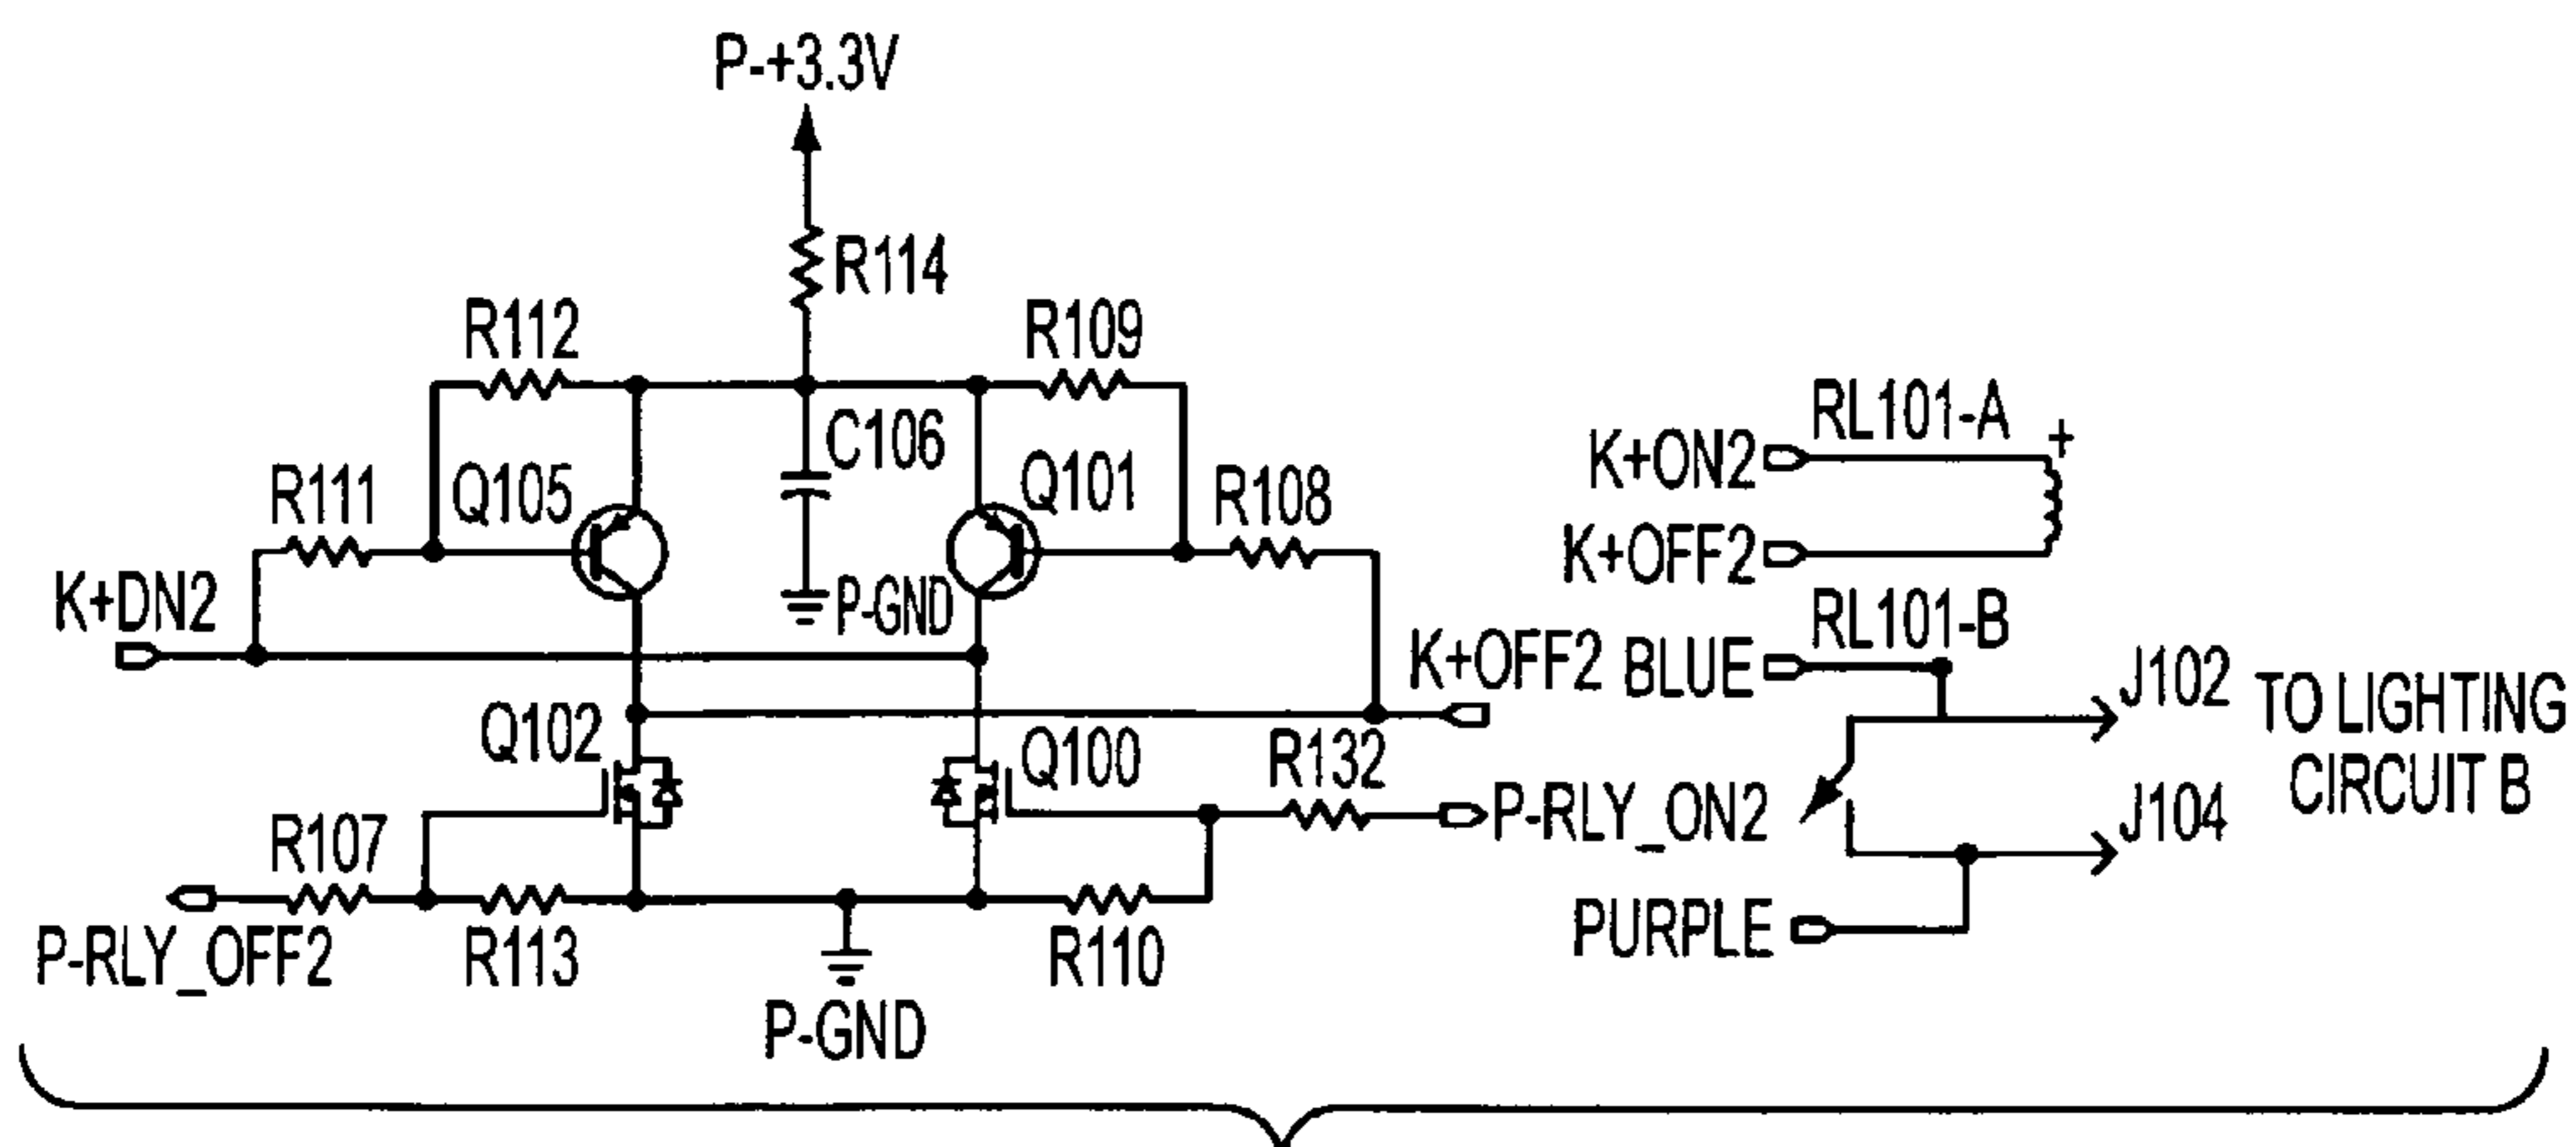 P-+3.3V
R114
R112
R109
C106
RL101-A
+
K+ON2
R111
Q105
Q101
R108
K+OFF2
K+DN2
P-GND
RL101-B
K+OFF2
BLUE
J102
TO LIGHTING
CIRCUIT B
Q102
Q100
R132
P-RLY_ON2
J104
R107
P-RLY_OFF2
R113
R110
PURPLE
P-GND